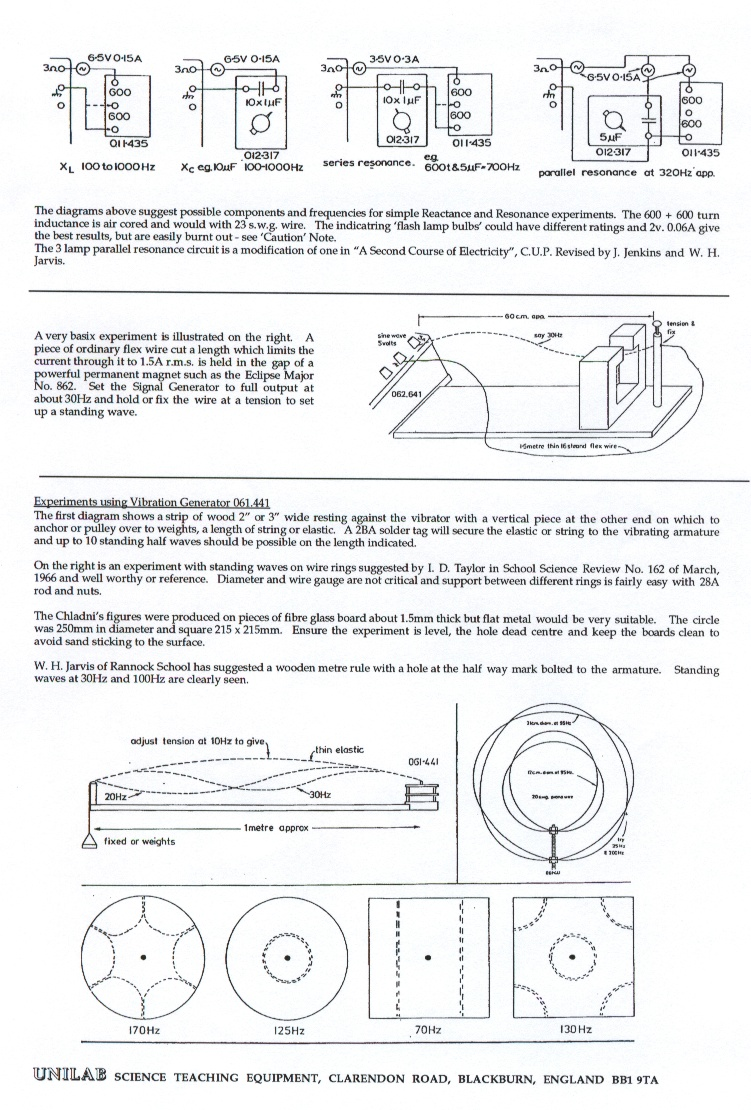 6·5V 0·15A
3Ω
600
600
011·435
X_L 100 to 1000 Hz
6·5V 0·15A
3Ω
10 x 1µF
012·317
X_C eg. 10µF 100-1000Hz
3·5V 0·3A
3Ω
10 x 1µF
012·317
600
600
011·435
series resonance. eg. 600t & 5µF=700Hz
3Ω
6·5V 0·15A
5µF
012·317
600
600
011·435
parallel resonance at 320Hz app.
The diagrams above suggest possible components and frequencies for simple Reactance and Resonance experiments. The 600 + 600 turn
inductance is air cored and would with 23 s.w.g. wire. The indicatring 'flash lamp bulbs' could have different ratings and 2v. 0.06A give
the best results, but are easily burnt out - see 'Caution' Note.
The 3 lamp parallel resonance circuit is a modification of one in "A Second Course of Electricity", C.U.P. Revised by J. Jenkins and W. H.
Jarvis.
A very basix experiment is illustrated on the right. A
piece of ordinary flex wire cut a length which limits the
current through it to 1.5A r.m.s. is held in the gap of a
powerful permanent magnet such as the Eclipse Major
No. 862. Set the Signal Generator to full output at
about 30Hz and hold or fix the wire at a tension to set
up a standing wave.
60 c.m. apa.
sine wave
5volts
say 30Hz
tension &
fix
062.641
1·5metre thin 16 strand flex wire
Experiments using Vibration Generator 061.441
The first diagram shows a strip of wood 2" or 3" wide resting against the vibrator with a vertical piece at the other end on which to
anchor or pulley over to weights, a length of string or elastic. A 2BA solder tag will secure the elastic or string to the vibrating armature
and up to 10 standing half waves should be possible on the length indicated.
On the right is an experiment with standing waves on wire rings suggested by I. D. Taylor in School Science Review No. 162 of March,
1966 and well worthy or reference. Diameter and wire gauge are not critical and support between different rings is fairly easy with 28A
rod and nuts.
The Chladni's figures were produced on pieces of fibre glass board about 1.5mm thick but flat metal would be very suitable. The circle
was 250mm in diameter and square 215 x 215mm. Ensure the experiment is level, the hole dead centre and keep the boards clean to
avoid sand sticking to the surface.
W. H. Jarvis of Rannock School has suggested a wooden metre rule with a hole at the half way mark bolted to the armature. Standing
waves at 30Hz and 100Hz are clearly seen.
adjust tension at 10Hz to give
thin elastic
061·441
20Hz
30Hz
1metre approx
fixed or weights
try
25Hz
& 100Hz
170Hz
125Hz
70Hz
130Hz
UNILAB SCIENCE TEACHING EQUIPMENT, CLARENDON ROAD, BLACKBURN, ENGLAND BB1 9TA